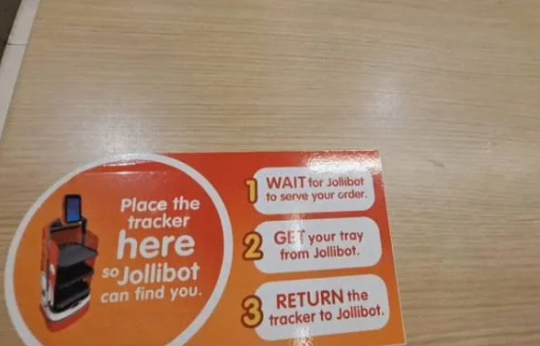 Place the
tracker
here
so Jollibot
can find you.
1 WAIT for Jollibot
to serve your order.
2 GET your tray
from Jollibot.
3 RETURN the
tracker to Jollibot.